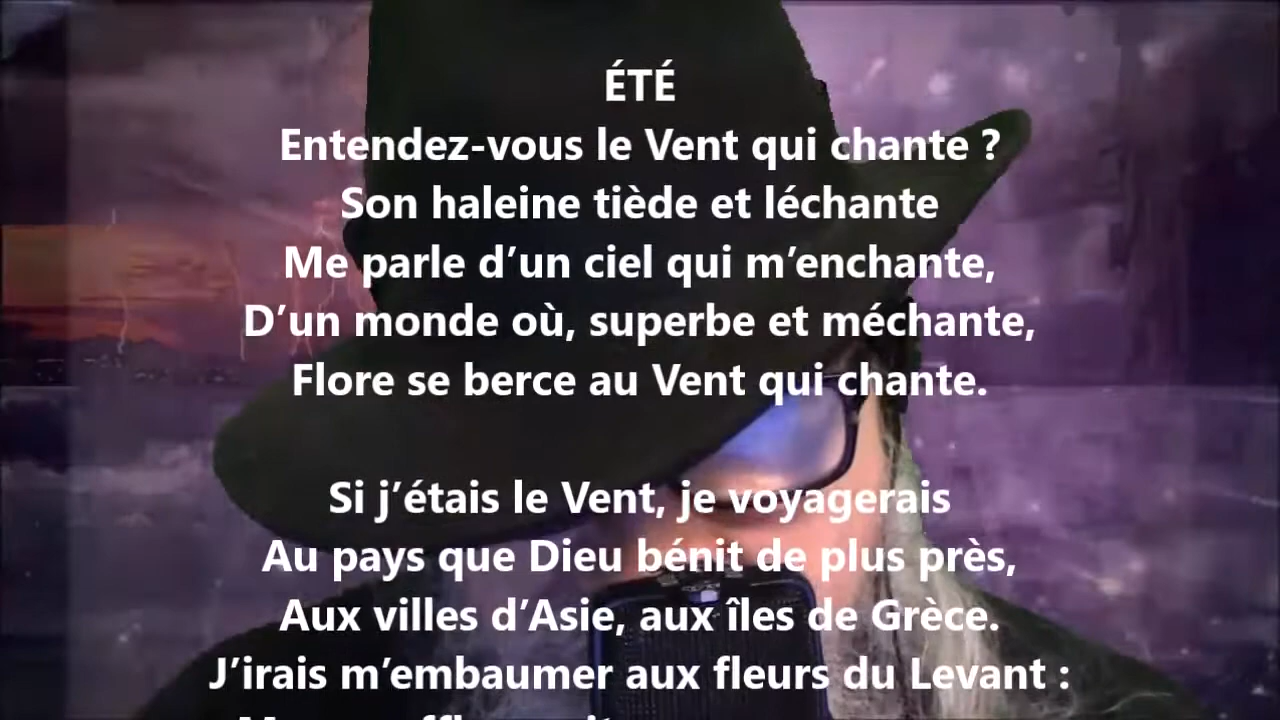 ÉTÉ
Entendez-vous le Vent qui chante ?
Son haleine tiède et léchante
Me parle d’un ciel qui m’enchante,
D’un monde où, superbe et méchante,
Flore se berce au Vent qui chante.
Si j’étais le Vent, je voyagerais
Au pays que Dieu bénit de plus près,
Aux villes d’Asie, aux îles de Grèce.
J’irais m’embaumer aux fleurs du Levant :